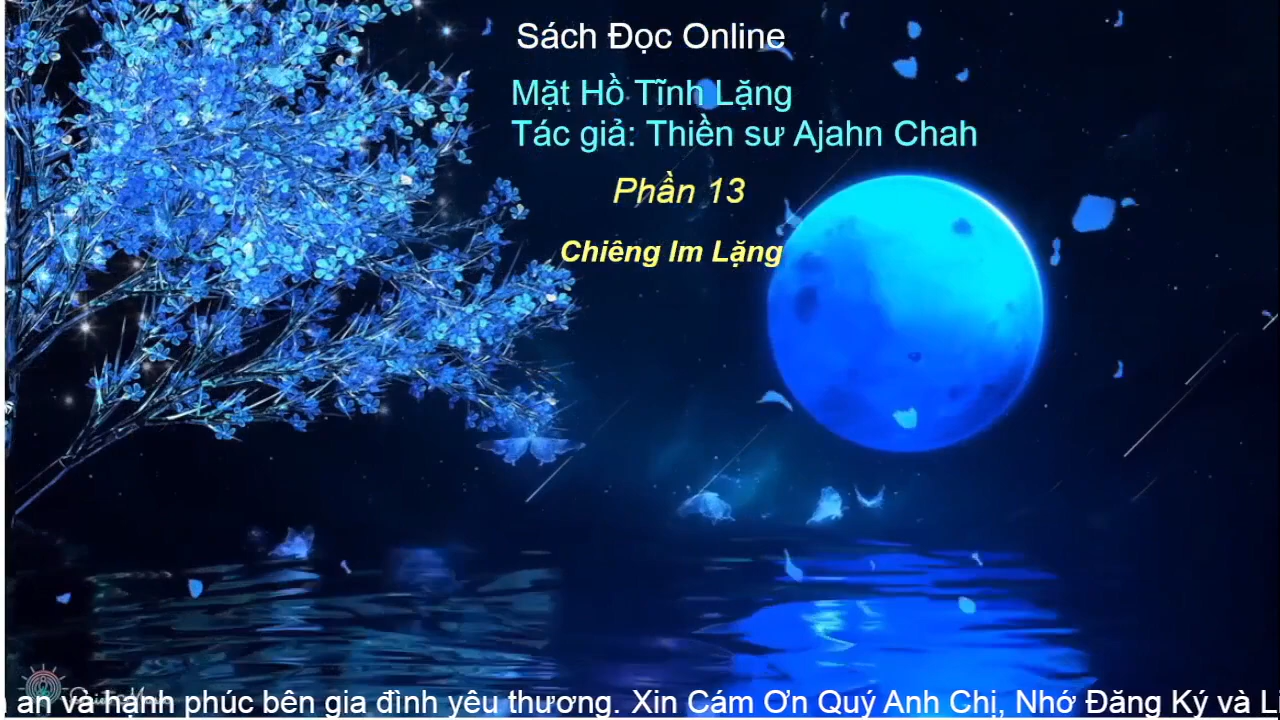 Sách Đọc Online
Mặt Hồ Tĩnh Lặng
Tác giả: Thiền sư Ajahn Chah
Phần 13
Chiêng Im Lặng
an và hạnh phúc bên gia đình yêu thương. Xin Cám Ơn Quý Anh Chị, Nhớ Đăng Ký và